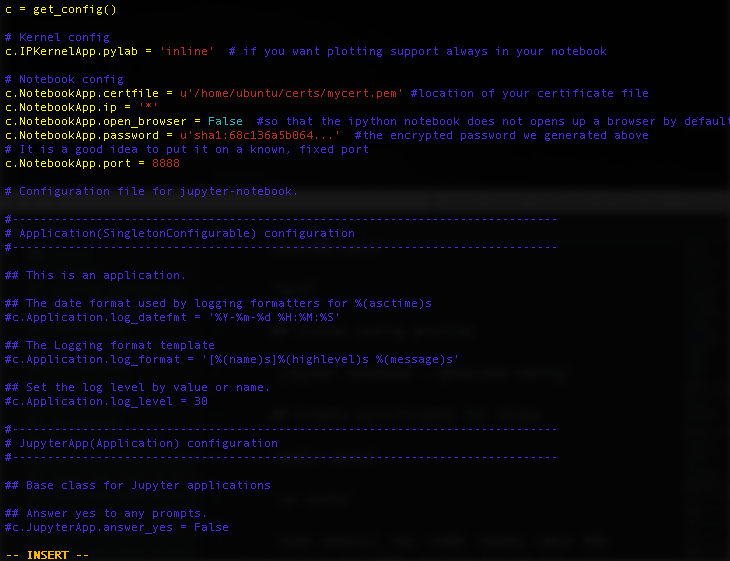 c = get_config()
# Kernel config
c.IPKernelApp.pylab = 'inline'  # if you want plotting support always in your notebook
# Notebook config
c.NotebookApp.certfile = u'/home/ubuntu/certs/mycert.pem' #location of your certificate file
c.NotebookApp.ip = '*'
c.NotebookApp.open_browser = False  #so that the ipython notebook does not opens up a browser by defaul
c.NotebookApp.password = u'sha1:68c136a5b064...'  #the encrypted password we generated above
# It is a good idea to put it on a known, fixed port
c.NotebookApp.port = 8888
# Configuration file for jupyter-notebook.
#------------------------------------------------------------------------------
# Application(SingletonConfigurable) configuration
#------------------------------------------------------------------------------
## This is an application.
## The date format used by logging formatters for %(asctime)s
#c.Application.log_datefmt = '%Y-%m-%d %H:%M:%S'
## The Logging format template
#c.Application.log_format = '[%(name)s]%(highlevel)s %(message)s'
## Set the log level by value or name.
#c.Application.log_level = 30
#------------------------------------------------------------------------------
# JupyterApp(Application) configuration
#------------------------------------------------------------------------------
## Base class for Jupyter applications
## Answer yes to any prompts.
#c.JupyterApp.answer_yes = False
-- INSERT --